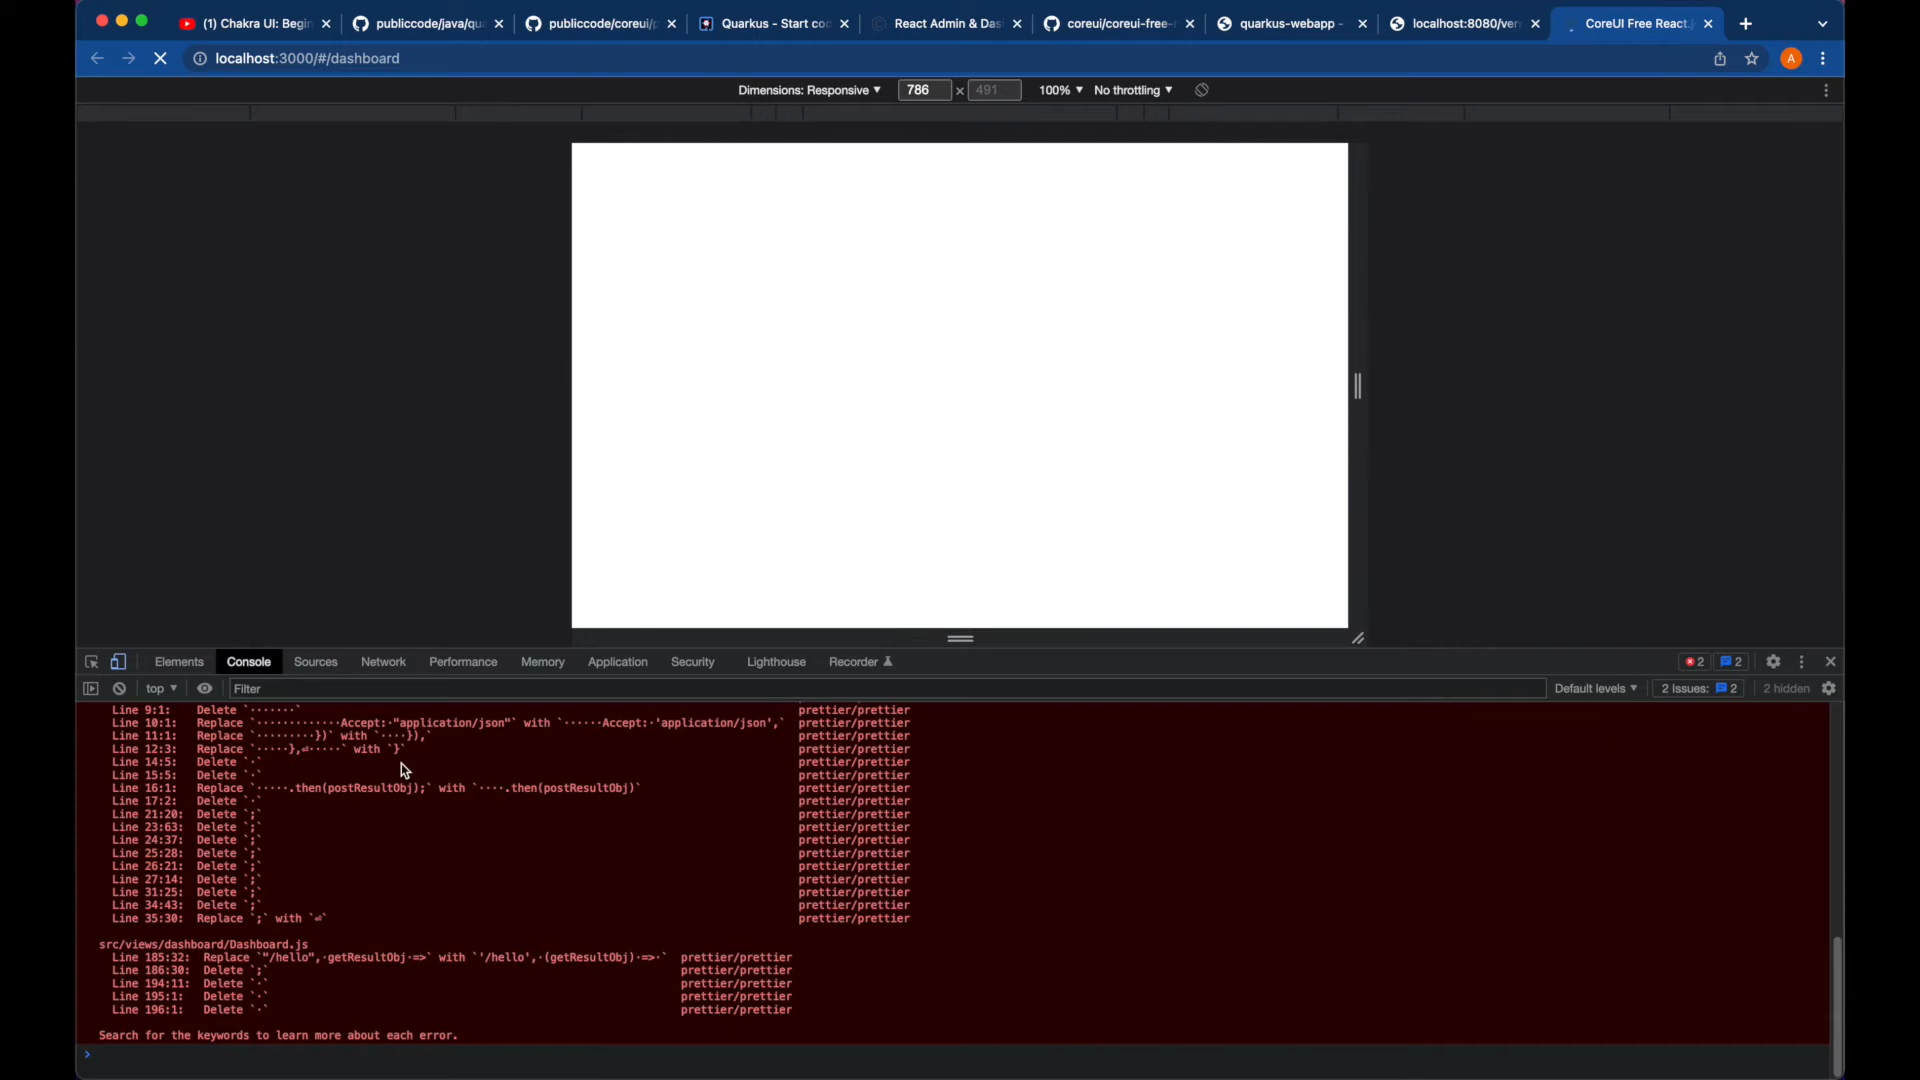 (1) Chakra UI: Begin
publiccode/java/qua
publiccode/coreui/p
Quarkus - Start cod
React Admin & Das
coreui/coreui-free-r
quarkus-webapp -
localhost:8080/vers
CoreUI Free React.j
localhost:3000/#/dashboard
A
Dimensions: Responsive ▼ 786 × 491 100% ▼ No throttling ▼
Elements Console Sources Network Performance Memory Application Security Lighthouse Recorder 2 2
top ▼ Filter Default levels ▼ 2 Issues: 2 2 hidden
Line 9:1: Delete `·······` prettier/prettier
Line 10:1: Replace `·············Accept:·"application/json"` with `······Accept:·'application/json',` prettier/prettier
Line 11:1: Replace `·········})` with `····}),` prettier/prettier
Line 12:3: Replace `·····},⏎·····` with `}` prettier/prettier
Line 14:5: Delete `·` prettier/prettier
Line 15:5: Delete `·` prettier/prettier
Line 16:1: Replace `·····.then(postResultObj);` with `····.then(postResultObj)` prettier/prettier
Line 17:2: Delete `·` prettier/prettier
Line 21:20: Delete `;` prettier/prettier
Line 23:63: Delete `;` prettier/prettier
Line 24:37: Delete `;` prettier/prettier
Line 25:28: Delete `;` prettier/prettier
Line 26:21: Delete `;` prettier/prettier
Line 27:14: Delete `;` prettier/prettier
Line 31:25: Delete `;` prettier/prettier
Line 34:43: Delete `;` prettier/prettier
Line 35:30: Replace `;` with `⏎` prettier/prettier
src/views/dashboard/Dashboard.js
Line 185:32: Replace `"/hello",·getResultObj·=>` with `'/hello',·(getResultObj)·=>·` prettier/prettier
Line 186:30: Delete `;` prettier/prettier
Line 194:11: Delete `·` prettier/prettier
Line 195:1: Delete `·` prettier/prettier
Line 196:1: Delete `·` prettier/prettier
Search for the keywords to learn more about each error.
>